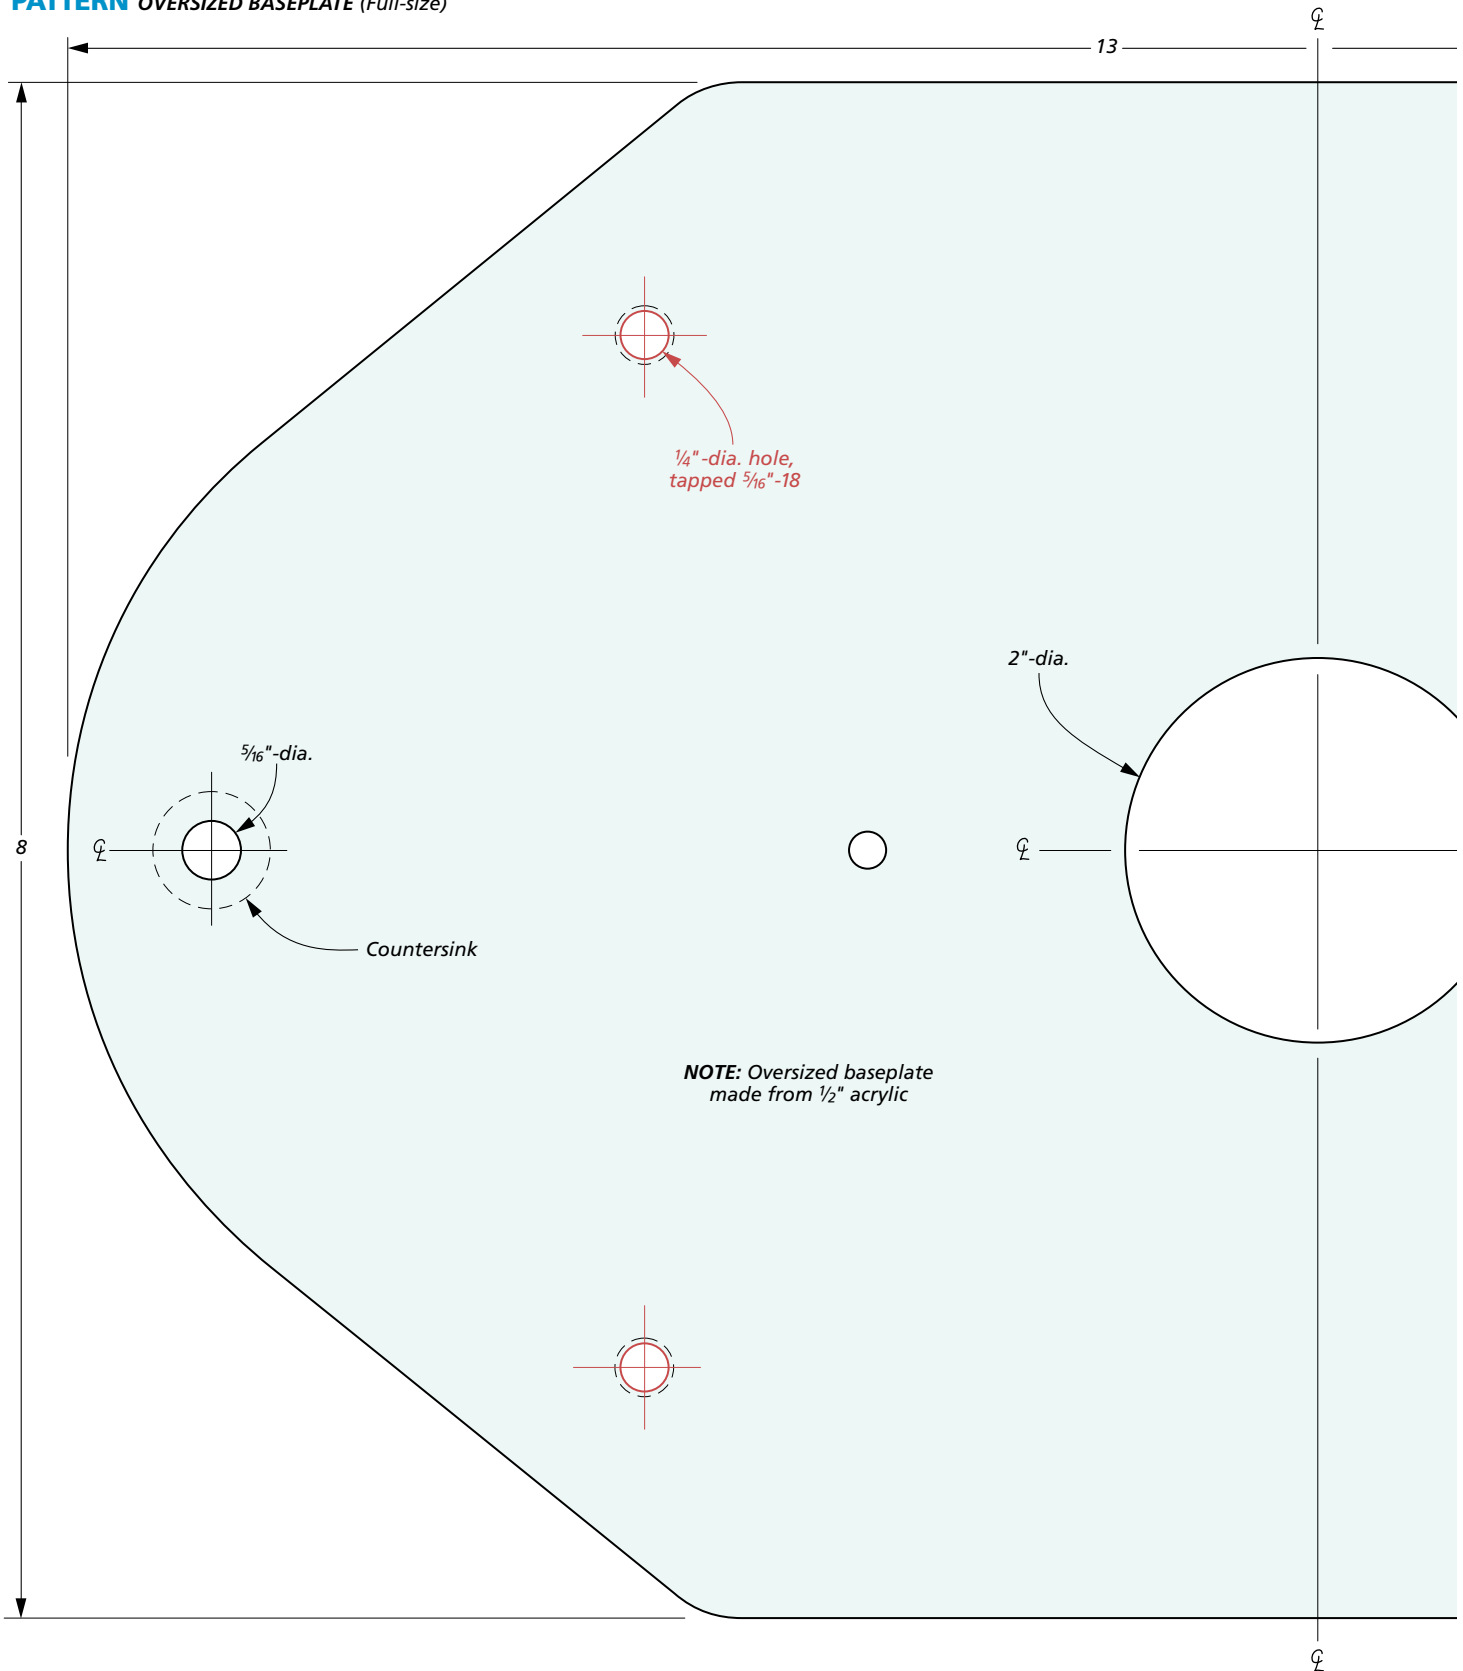 PATTERN OVERSIZED BASEPLATE (Full-size)
℄
13
¼"-dia. hole,
tapped 5⁄16"-18
2"-dia.
5⁄16"-dia.
8
℄
℄
Countersink
NOTE: Oversized baseplate
made from ½" acrylic
℄